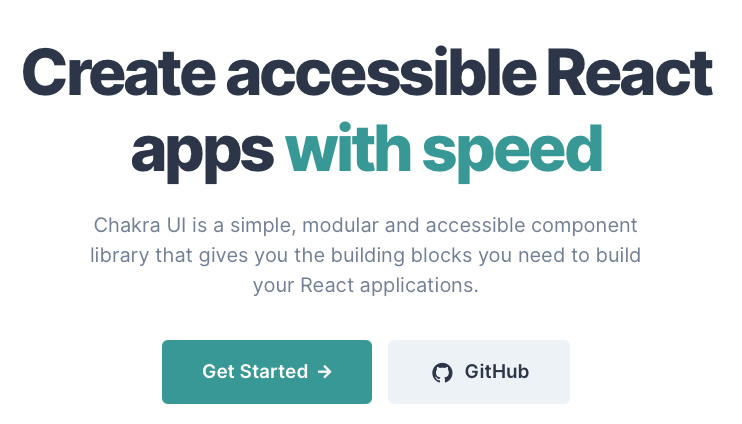 Create accessible React
apps with speed
Chakra UI is a simple, modular and accessible component
library that gives you the building blocks you need to build
your React applications.
Get Started →
GitHub